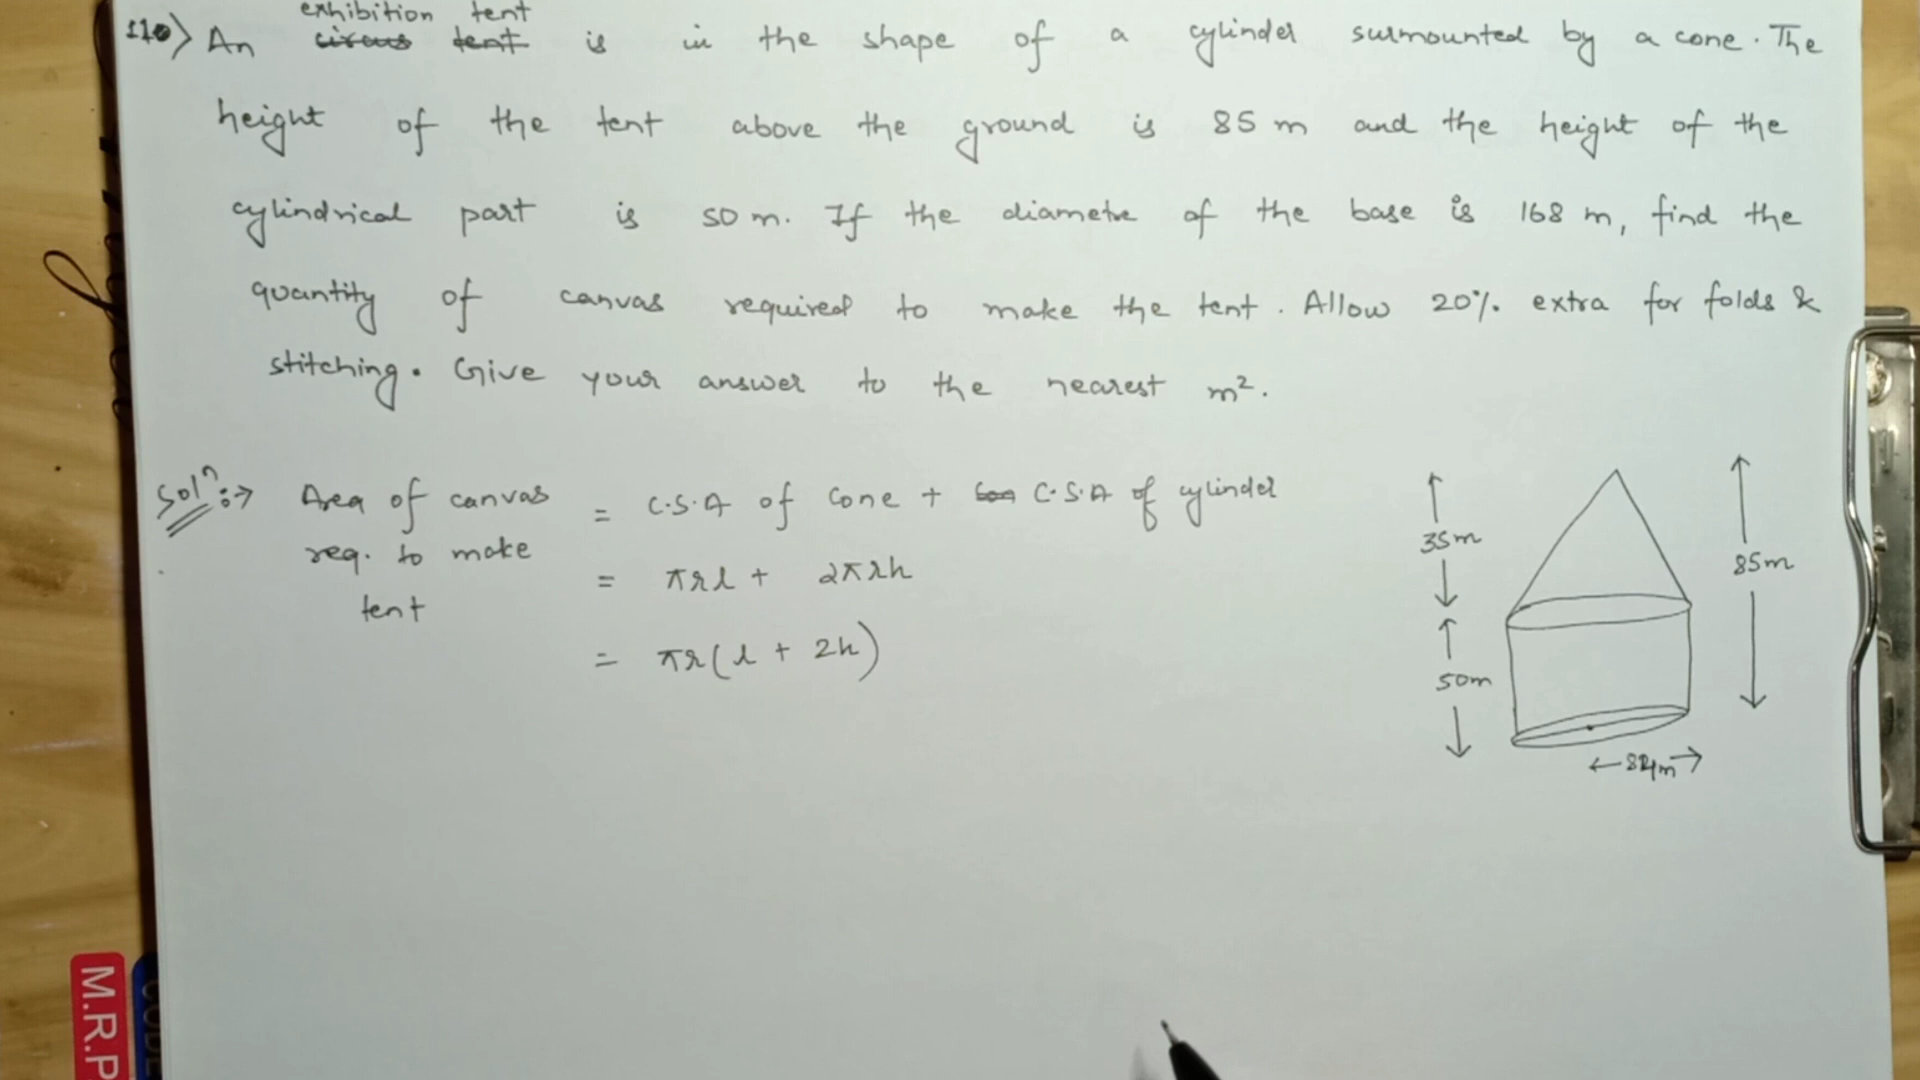 exhibition tent
110) An circus tent is in the shape of a cylinder surmounted by a cone. The
height of the tent above the ground is 85 m and the height of the
cylindrical part is 50 m. If the diametre of the base is 168 m, find the
quantity of canvas required to make the tent. Allow 20% extra for folds &
stitching. Give your answer to the nearest m².
Solⁿ:→ Area of canvas = C.S.A of Cone + C.S.A of cylinder
req. to make
tent
= πrl + 2πrh
= πr(l + 2h)
35m
85m
50m
84m
M.R.P
CODE